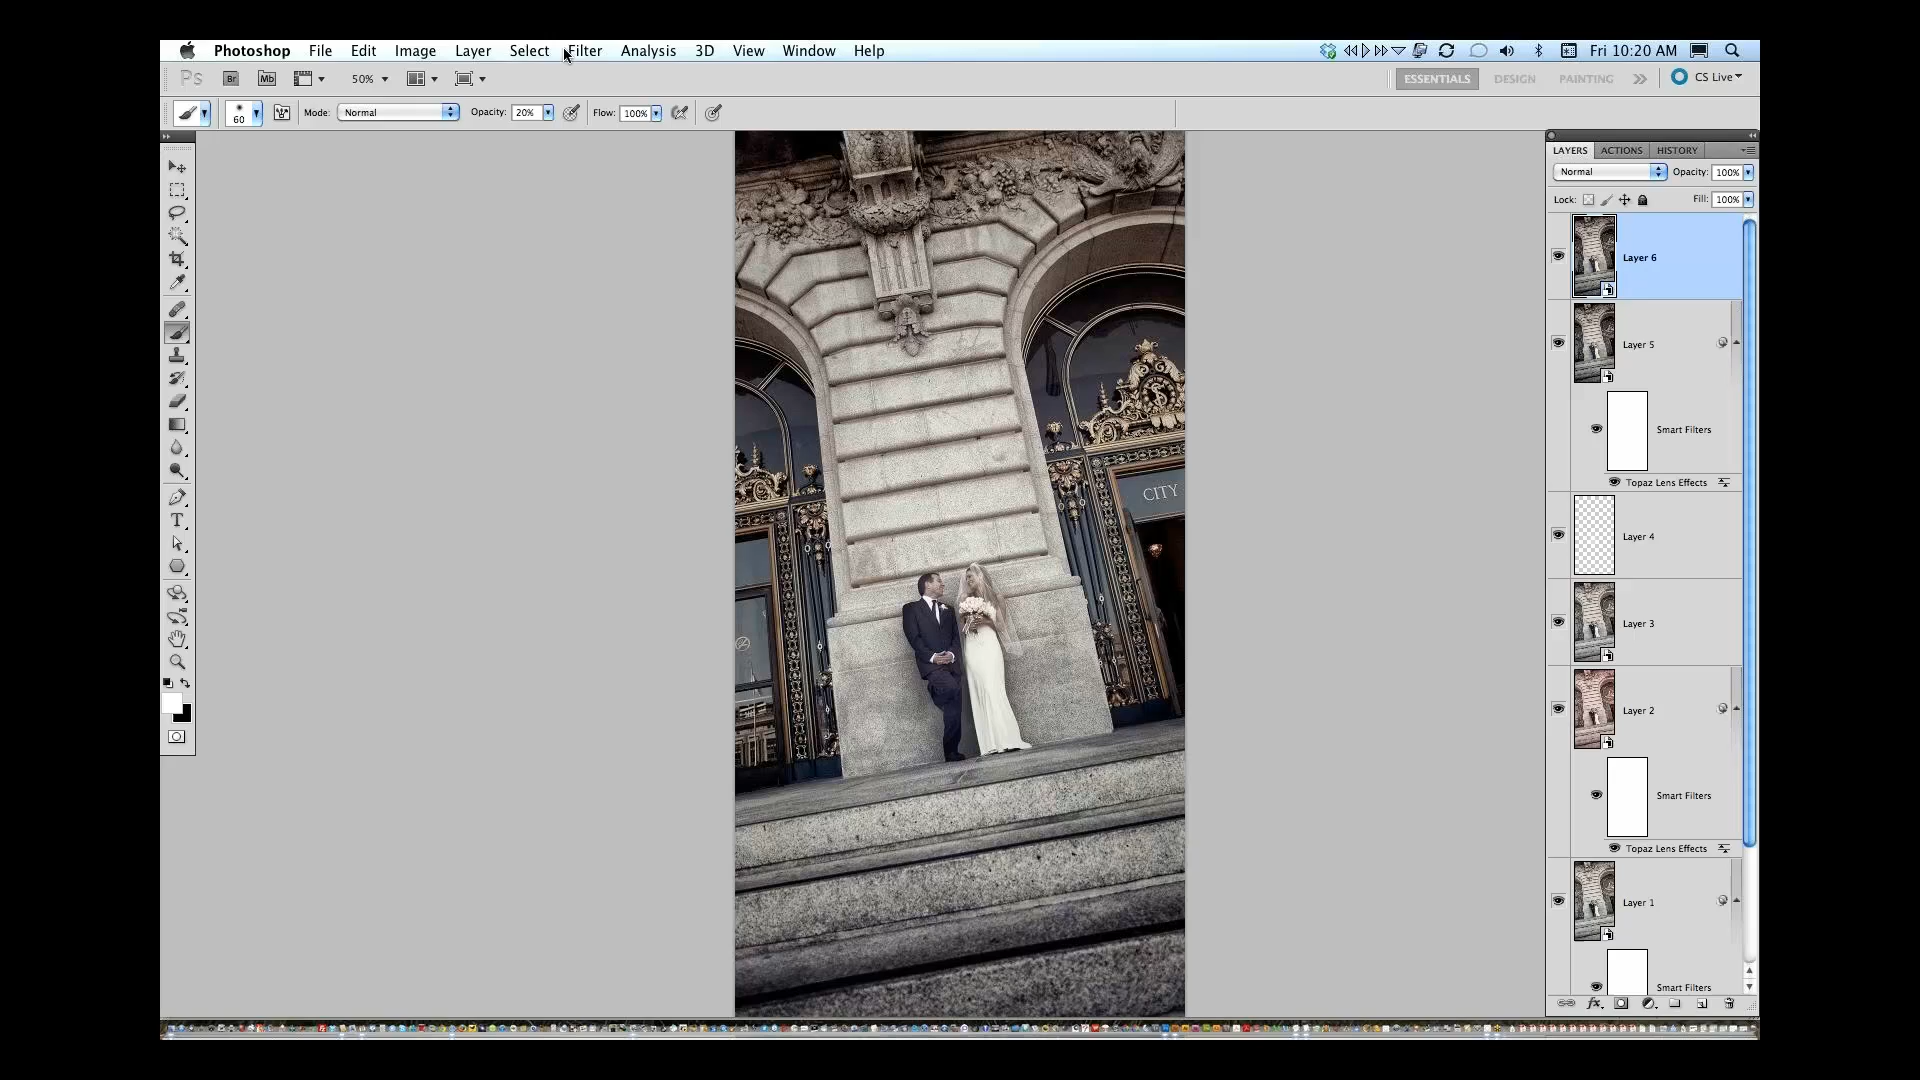 Photoshop File Edit Image Layer Select Filter Analysis 3D View Window Help Fri 10:20 AM
Ps Br Mb 50% ESSENTIALS DESIGN PAINTING CS Live
60 Mode: Normal Opacity: 20% Flow: 100%
LAYERS ACTIONS HISTORY
Normal Opacity: 100%
Lock: Fill: 100%
Layer 6
Layer 5
Smart Filters
Topaz Lens Effects
CITY
Layer 4
Layer 3
Layer 2
Smart Filters
Topaz Lens Effects
Layer 1
Smart Filters
fx